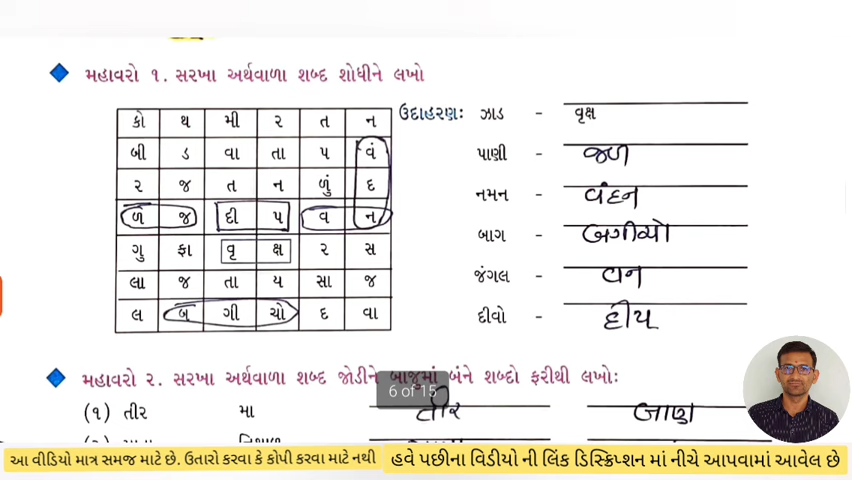 મહાવરો ૧. સરખા અર્થવાળા શબ્દ શોધીને લખો
કો થ મી ર ત ન
બી ડ વા તા પ વં
ર જ ત ન ળું દ
ળ જ દી પ વ ન
ગુ ફા વૃ ક્ષ ર સ
લા જ તા ય સા જ
લ બ ગી ચો દ વા
ઉદાહરણઃ ઝાડ - વૃક્ષ
પાણી - જળ
નમન - વંદન
બાગ - બગીચો
જંગલ - વન
દીવો - દીપ
મહાવરો ૨. સરખા અર્થવાળા શબ્દ જોડીને બાજુમાં બંને શબ્દો ફરીથી લખોઃ
6 of 15
(૧) તીર મા તીર બાણ
આ વીડિયો માત્ર સમજ માટે છે. ઉતારો કરવા કે કોપી કરવા માટે નથી
હવે પછીના વિડીયો ની લિંક ડિસ્ક્રિપ્શન માં નીચે આપવામાં આવેલ છે